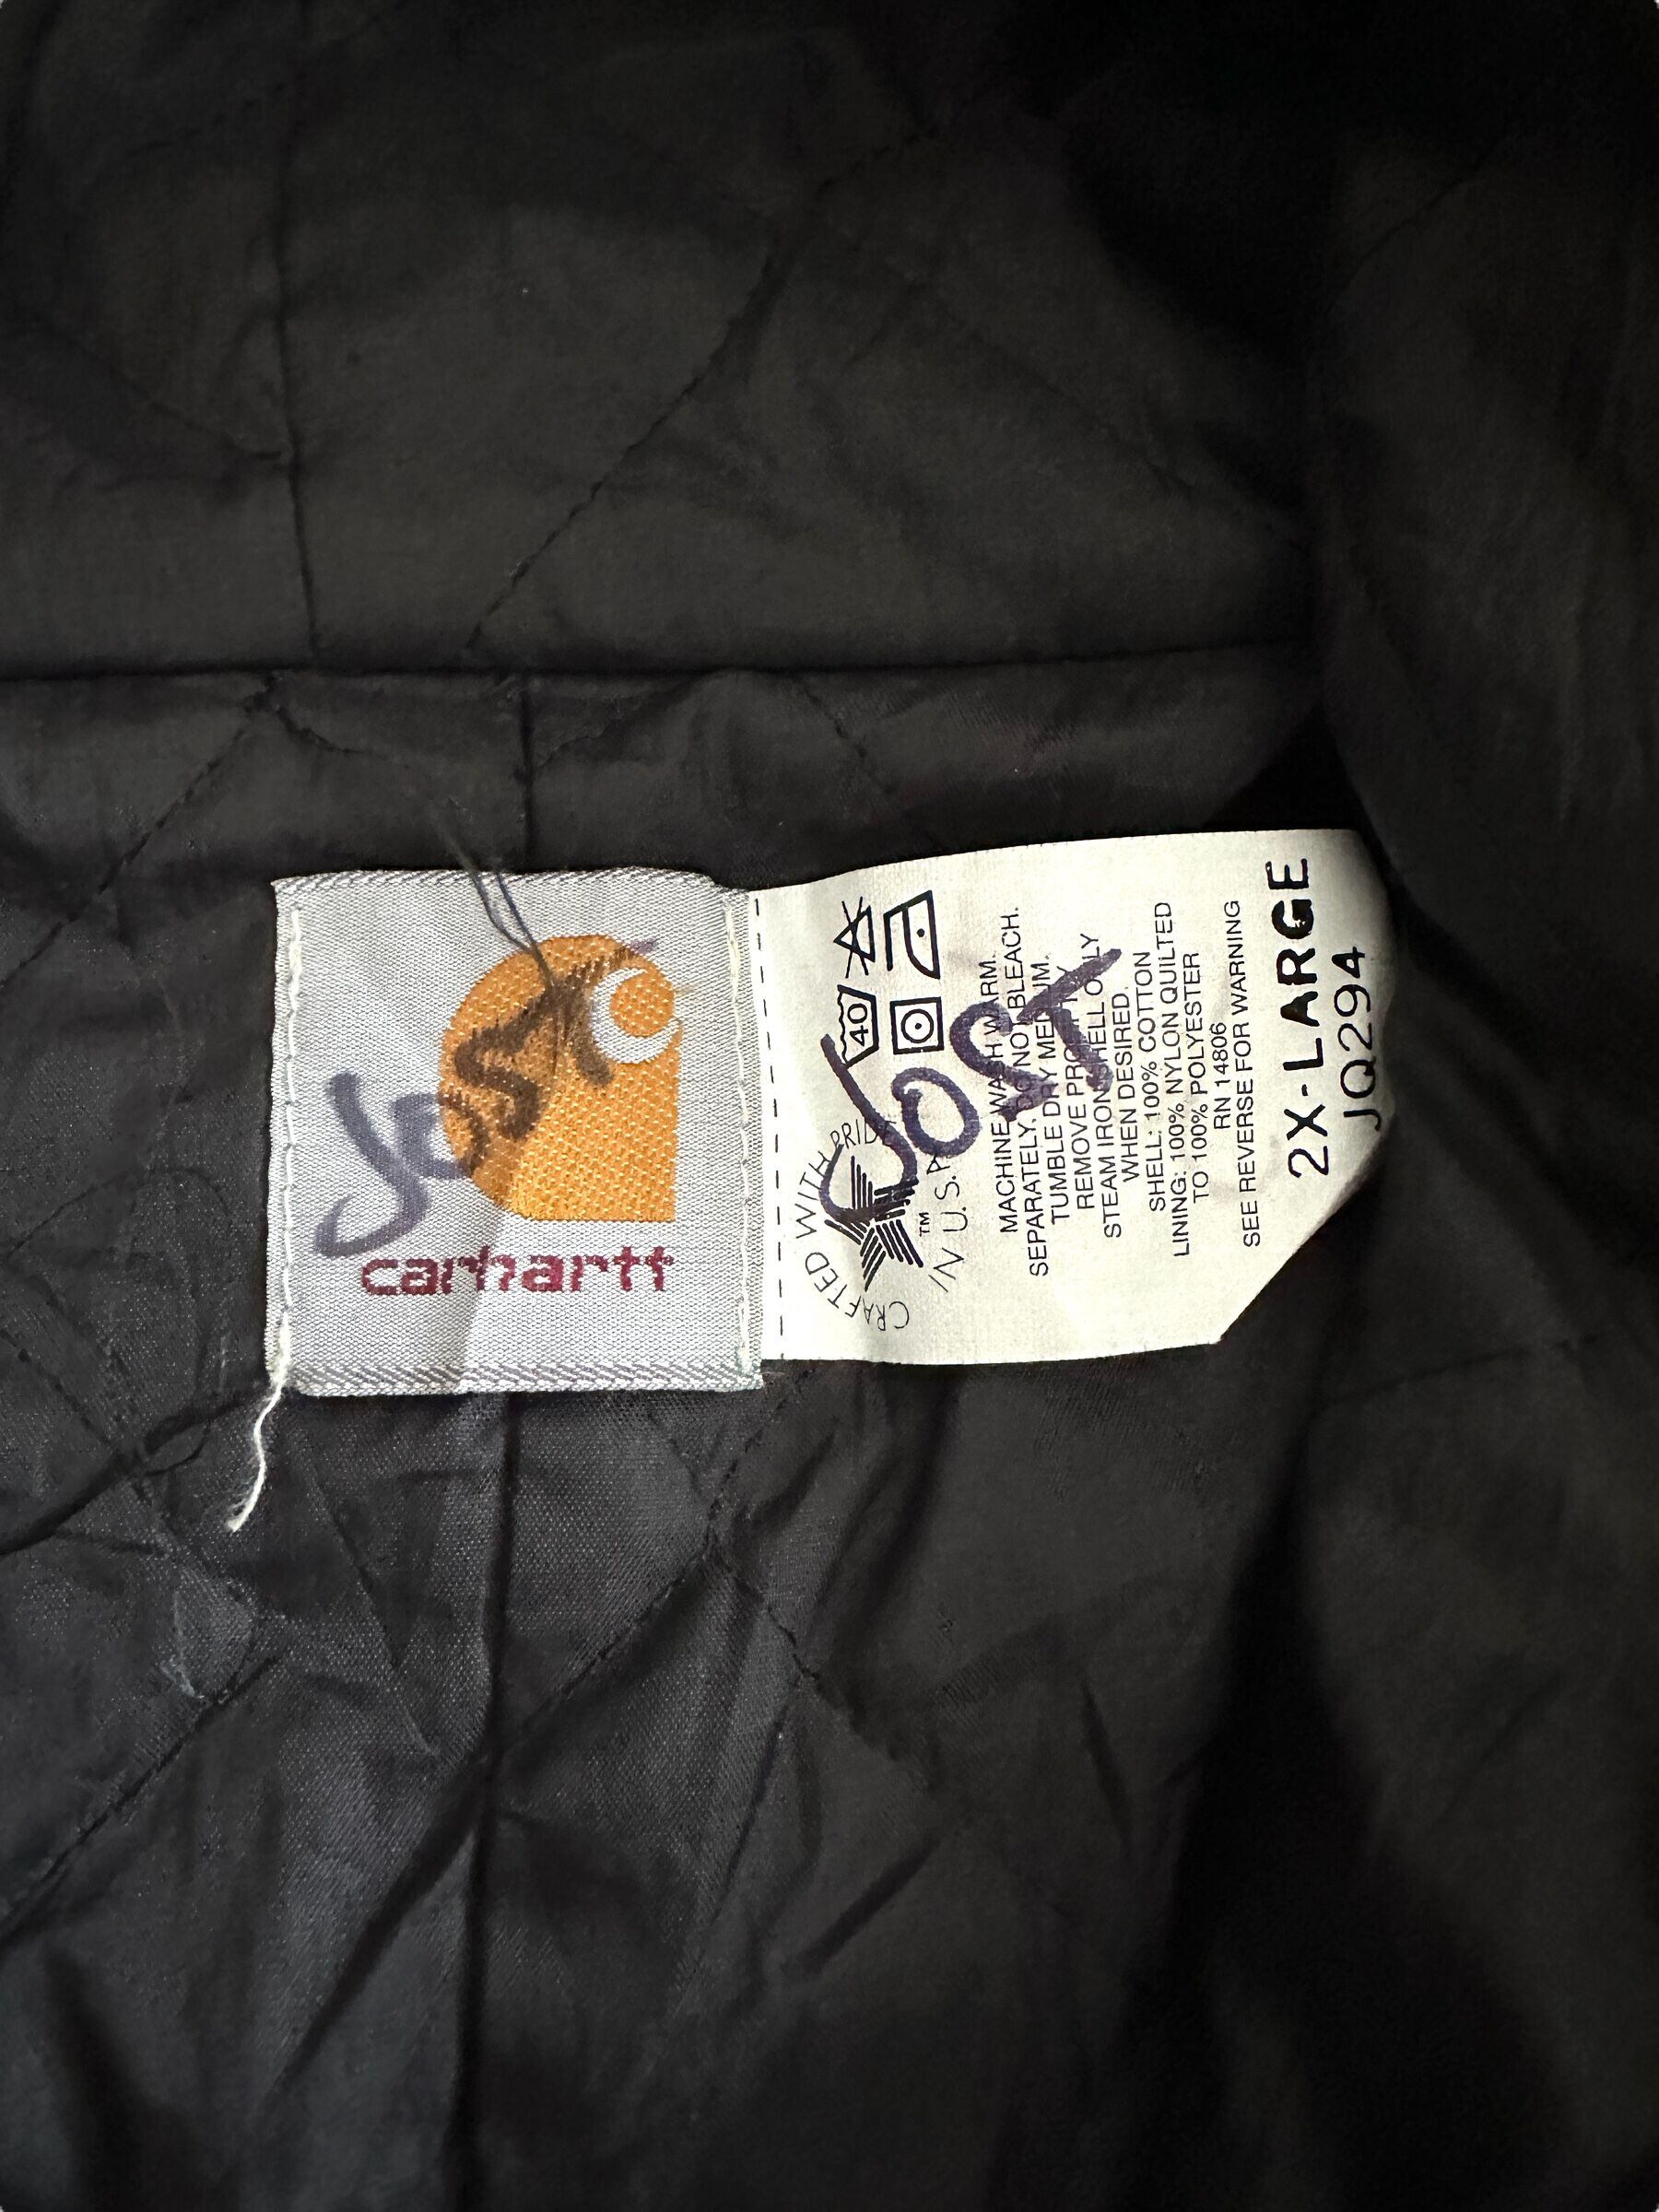 Jost
carhartt
40
CRAFTED WITH PRIDE
IN U.S.
TM
JOST
MACHINE WASH WARM.
SEPARATELY. DO NOT BLEACH.
TUMBLE DRY MEDIUM.
REMOVE PROMPTLY
STEAM IRON SHELL ONLY
WHEN DESIRED.
SHELL: 100% COTTON
LINING: 100% NYLON QUILTED
TO 100% POLYESTER
RN 14806
SEE REVERSE FOR WARNING
2X-LARGE
JQ294